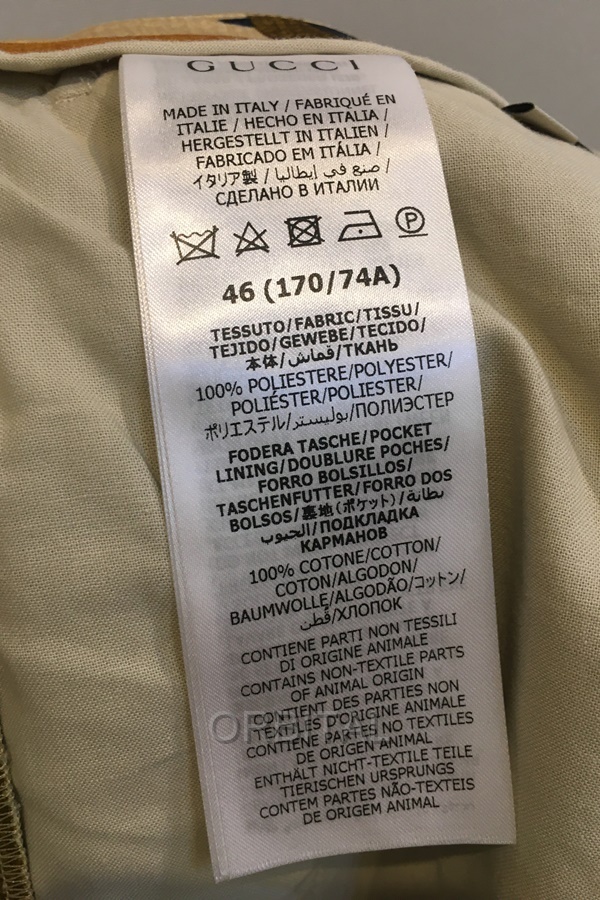 GUCCI
MADE IN ITALY / FABRIQUÉ EN
ITALIE / HECHO EN ITALIA /
HERGESTELLT IN ITALIEN /
FABRICADO EM ITÁLIA /
イタリア製 / صنع في إيطاليا /
СДЕЛАНО В ИТАЛИИ
P
46 (170/74A)
TESSUTO/FABRIC/TISSU/
TEJIDO/GEWEBE/TECIDO/
本体/قماش/ТКАНЬ
100% POLIESTERE/POLYESTER/
POLIÉSTER/POLIESTER/
ポリエステル/بوليستر/ПОЛИЭСТЕР
FODERA TASCHE/POCKET
LINING/DOUBLURE POCHES/
FORRO BOLSILLOS/
TASCHENFUTTER/FORRO DOS
BOLSOS/裏地(ポケット)/بطانة
الجيوب/ПОДКЛАДКА
КАРМАНОВ
100% COTONE/COTTON/
COTON/ALGODON/
BAUMWOLLE/ALGODÃO/コットン/
قطن/ХЛОПОК
CONTIENE PARTI NON TESSILI
DI ORIGINE ANIMALE
CONTAINS NON-TEXTILE PARTS
OF ANIMAL ORIGIN
CONTIENT DES PARTIES NON
TEXTILES D'ORIGINE ANIMALE
CONTIENE PARTES NO TEXTILES
DE ORIGEN ANIMAL
ENTHÄLT NICHT-TEXTILE TEILE
TIERISCHEN URSPRUNGS
CONTEM PARTES NÃO-TEXTEIS
DE ORIGEM ANIMAL